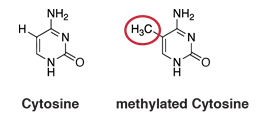 NH₂
H
N
N
H
O
NH₂
H₃C
N
N
H
O
Cytosine
methylated Cytosine